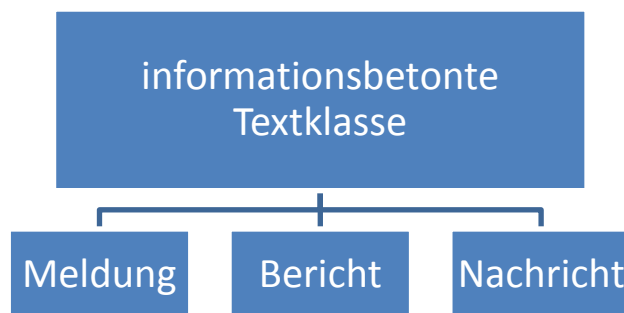 informationsbetonte
Textklasse
Meldung
Bericht
Nachricht